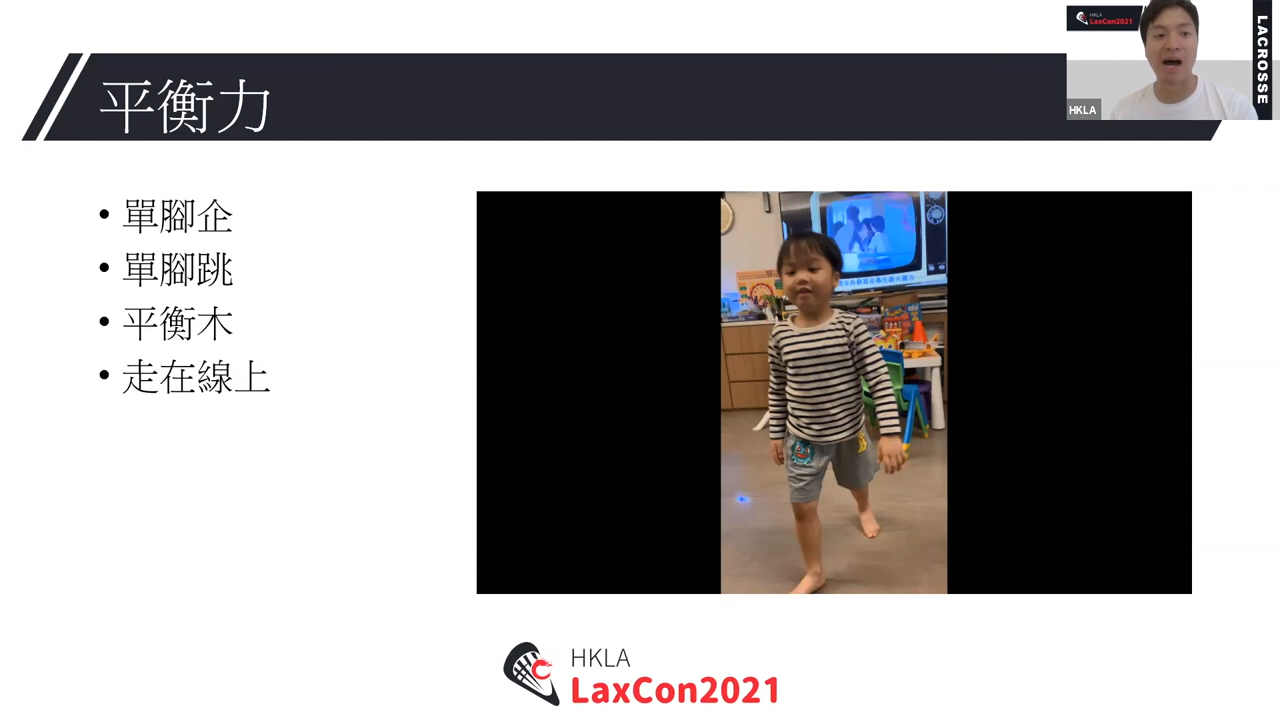 平衡力
HKLA
LaxCon2021
HKLA
LACROSSE
• 單腳企
• 單腳跳
• 平衡木
• 走在線上
HKLA
LaxCon2021